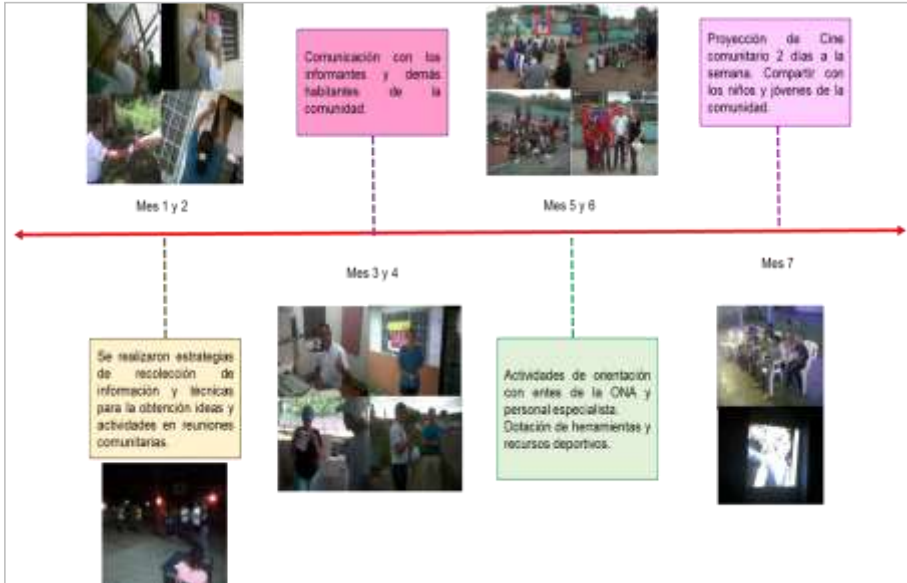 Comunicación con los
informantes y demás
habitantes de la
comunidad.
Proyección de Cine
comunitario 2 días a la
semana. Compartir con
los niños y jóvenes de la
comunidad.
Mes 1 y 2
Mes 5 y 6
Mes 3 y 4
Mes 7
Se realizaron estrategias
de recolección de
información y técnicas
para la obtención ideas y
actividades en reuniones
comunitarias.
Actividades de orientación
con entes de la ONA y
personal especialista.
Dotación de herramientas y
recursos deportivos.